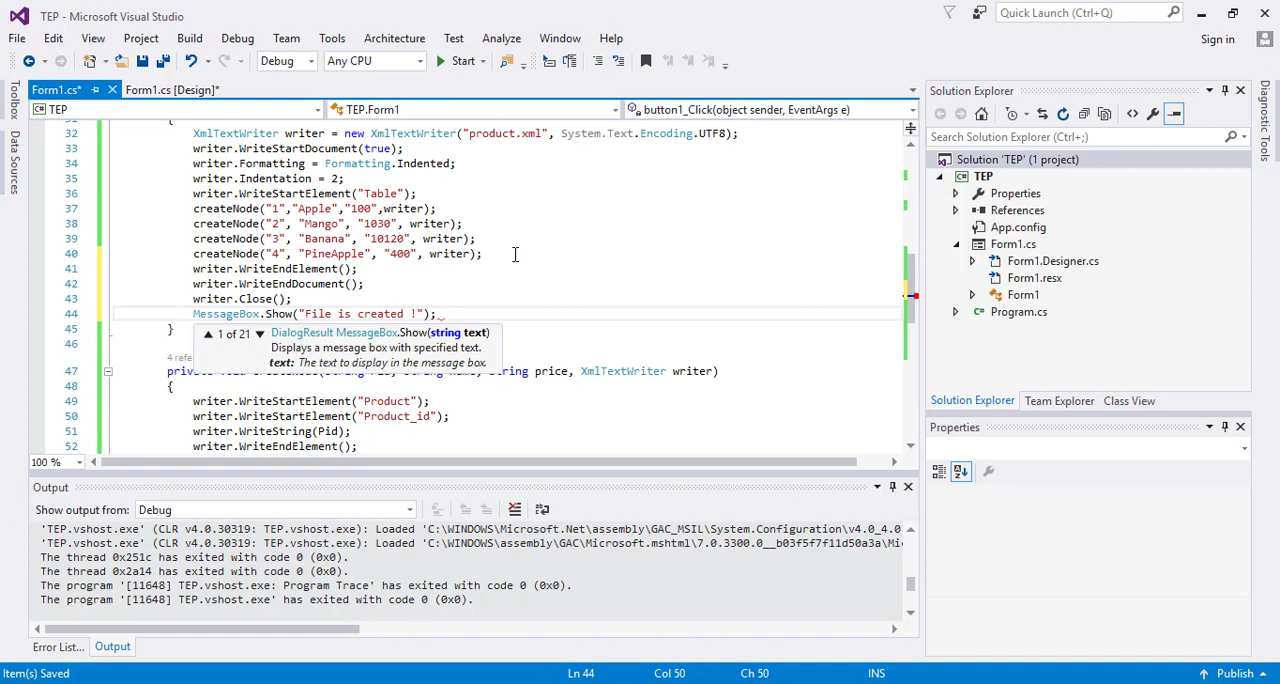 TEP - Microsoft Visual Studio
Quick Launch (Ctrl+Q)
File Edit View Project Build Debug Team Tools Architecture Test Analyze Window Help
Sign in
Debug Any CPU Start
Form1.cs* Form1.cs [Design]*
TEP TEP.Form1 button1_Click(object sender, EventArgs e)
Toolbox
Data Sources
31 {
32 XmlTextWriter writer = new XmlTextWriter("product.xml", System.Text.Encoding.UTF8);
33 writer.WriteStartDocument(true);
34 writer.Formatting = Formatting.Indented;
35 writer.Indentation = 2;
36 writer.WriteStartElement("Table");
37 createNode("1","Apple","100",writer);
38 createNode("2", "Mango", "1030", writer);
39 createNode("3", "Banana", "10120", writer);
40 createNode("4", "PineApple", "400", writer);
41 writer.WriteEndElement();
42 writer.WriteEndDocument();
43 writer.Close();
44 MessageBox.Show("File is created !");
45 }
1 of 21 DialogResult MessageBox.Show(string text)
Displays a message box with specified text.
text: The text to display in the message box.
46
4 refe
47 string price, XmlTextWriter writer)
48 {
49 writer.WriteStartElement("Product");
50 writer.WriteStartElement("Product_id");
51 writer.WriteString(Pid);
52 writer.WriteEndElement();
100 %
Output
Show output from: Debug
'TEP.vshost.exe' (CLR v4.0.30319: TEP.vshost.exe): Loaded 'C:\WINDOWS\Microsoft.Net\assembly\GAC_MSIL\System.Configuration\v4.0_4.0
'TEP.vshost.exe' (CLR v4.0.30319: TEP.vshost.exe): Loaded 'C:\WINDOWS\assembly\GAC\Microsoft.mshtml\7.0.3300.0__b03f5f7f11d50a3a\Mic
The thread 0x251c has exited with code 0 (0x0).
The thread 0x2a14 has exited with code 0 (0x0).
The program '[11648] TEP.vshost.exe: Program Trace' has exited with code 0 (0x0).
The program '[11648] TEP.vshost.exe' has exited with code 0 (0x0).
Error List... Output
Solution Explorer
Search Solution Explorer (Ctrl+;)
Solution 'TEP' (1 project)
TEP
Properties
References
App.config
Form1.cs
Form1.Designer.cs
Form1.resx
Form1
Program.cs
Solution Explorer Team Explorer Class View
Properties
Diagnostic Tools
Item(s) Saved Ln 44 Col 50 Ch 50 INS Publish